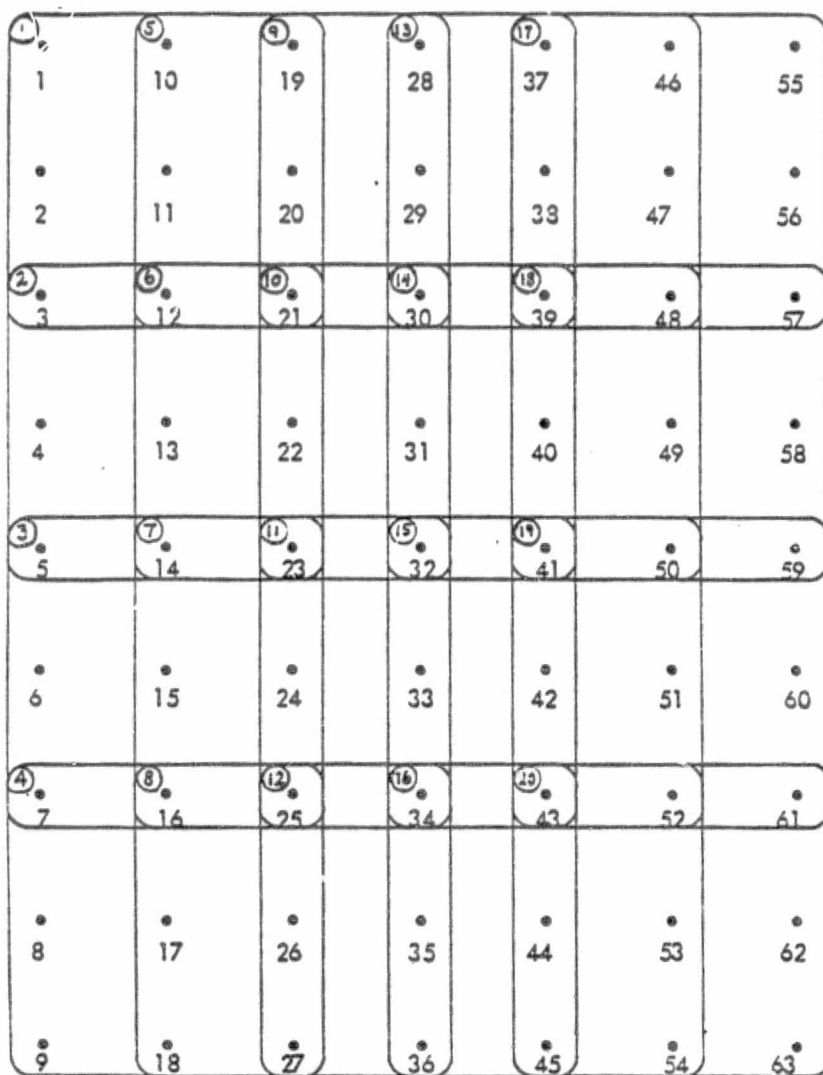 ① ⑤ ⑨ ⑬ ⑰
1 10 19 28 37 46 55
2 11 20 29 38 47 56
② ⑥ ⑩ ⑭ ⑱
3 12 21 30 39 48 57
4 13 22 31 40 49 58
③ ⑦ ⑪ ⑮ ⑲
5 14 23 32 41 50 59
6 15 24 33 42 51 60
④ ⑧ ⑫ ⑯ ⑳
7 16 25 34 43 52 61
8 17 26 35 44 53 62
9 18 27 36 45 54 63